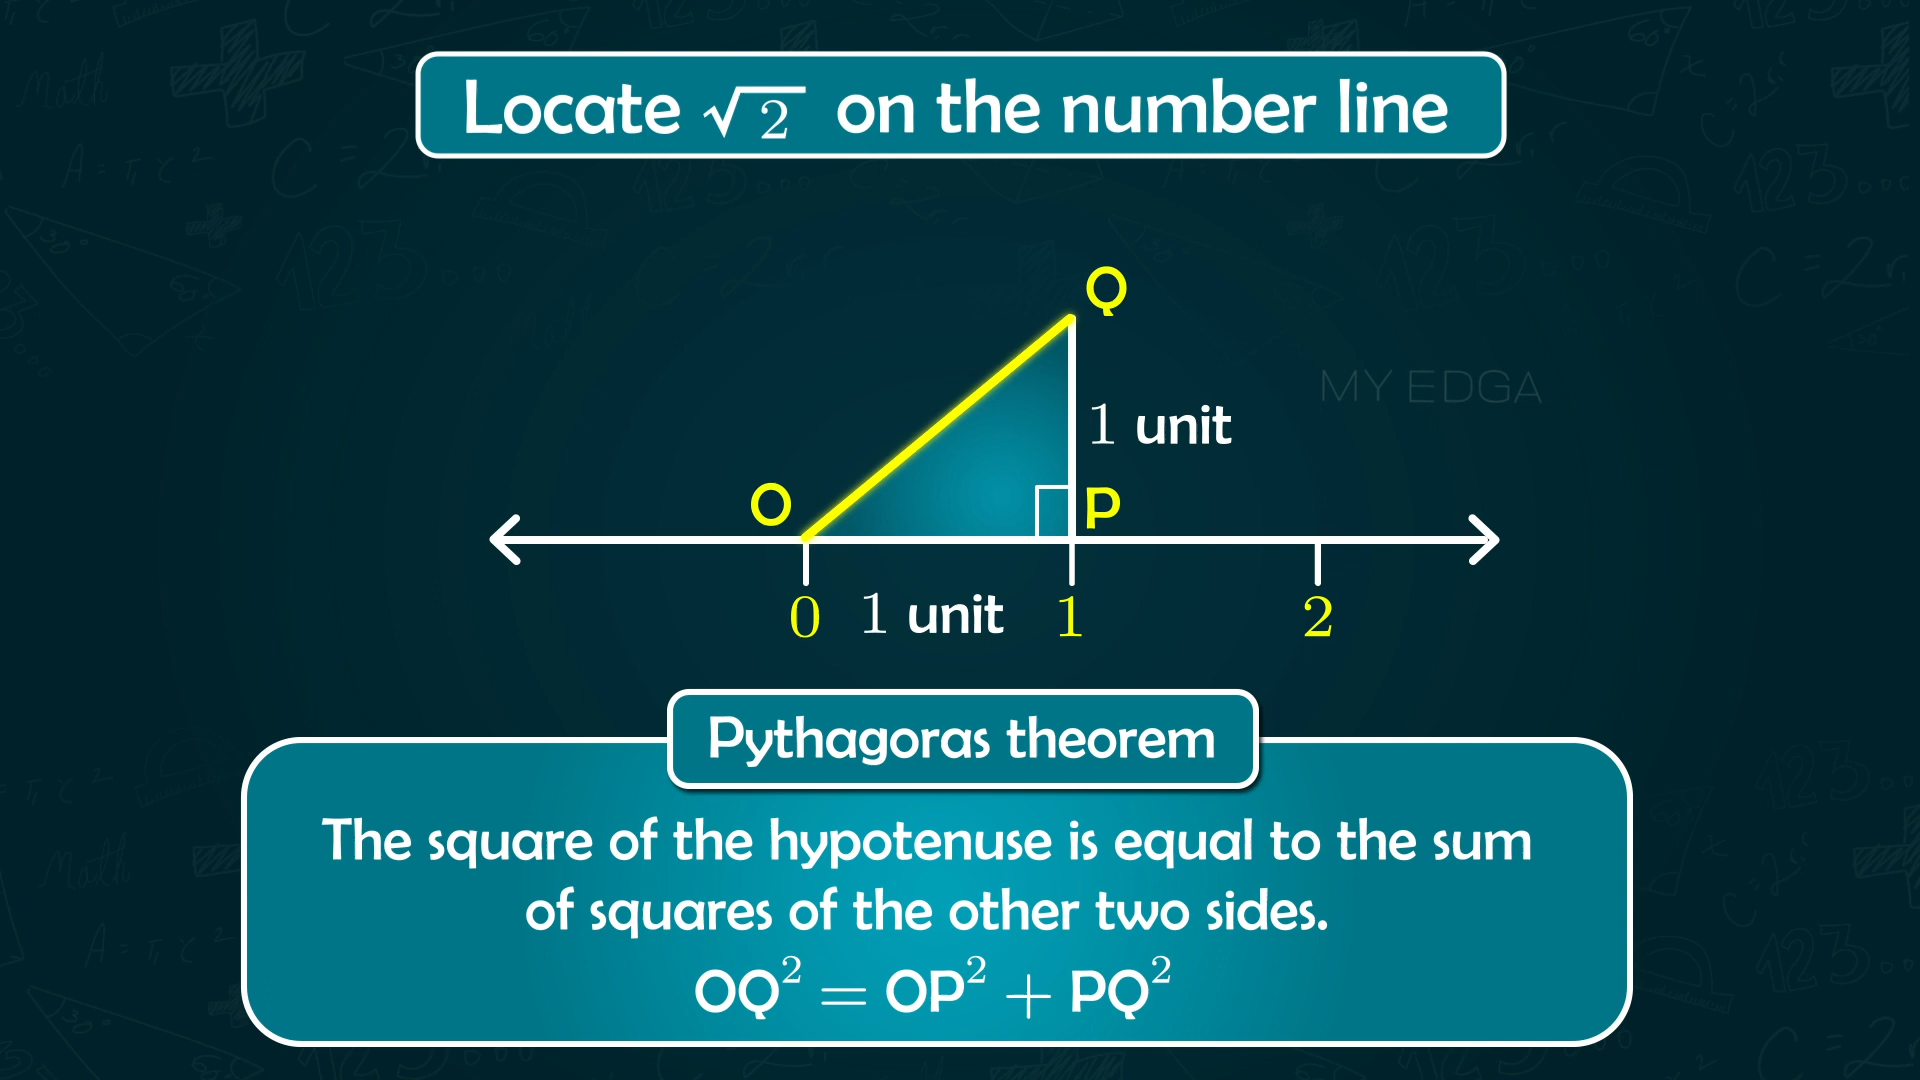 Locate √2 on the number line
Q
MY EDGA
1 unit
O
P
0 1 unit 1 2
Pythagoras theorem
The square of the hypotenuse is equal to the sum
of squares of the other two sides.
OQ² = OP² + PQ²